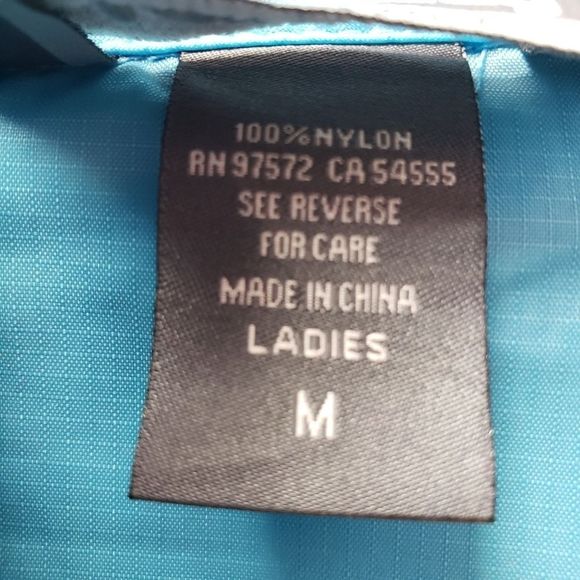 100% NYLON
RN 97572 CA 54555
SEE REVERSE
FOR CARE
MADE IN CHINA
LADIES
M